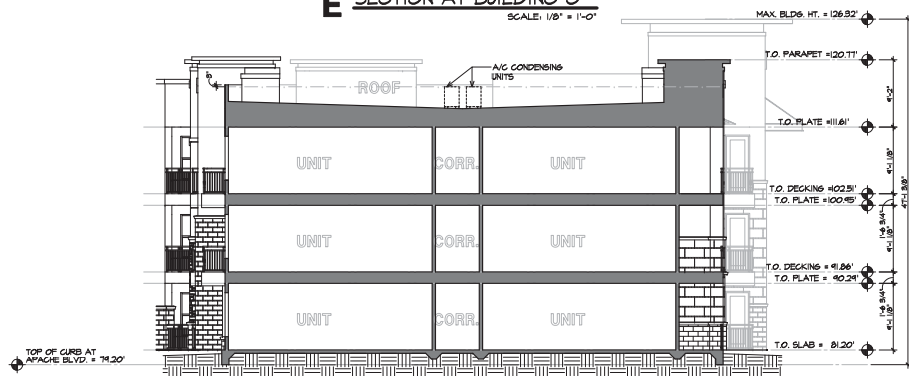 E SECTION AT BUILDING
SCALE: 1/8" = 1'-0"
MAX. BLDG. HT. = 126.32'
T.O. PARAPET =120.77'
A/C CONDENSING
UNITS
ROOF
8"
9'-2"
T.O. PLATE =111.61'
UNIT CORR. UNIT
9'-1 1/8"
47'-1 3/8"
T.O. DECKING =102.51'
T.O. PLATE =100.95'
1'-6 3/4"
UNIT CORR. UNIT
9'-1 1/8"
T.O. DECKING = 91.86'
T.O. PLATE = 90.29'
1'-6 3/4"
UNIT CORR. UNIT
9'-1 1/8"
TOP OF CURB AT
APACHE BLVD. = 79.20'
T.O. SLAB = 81.20'